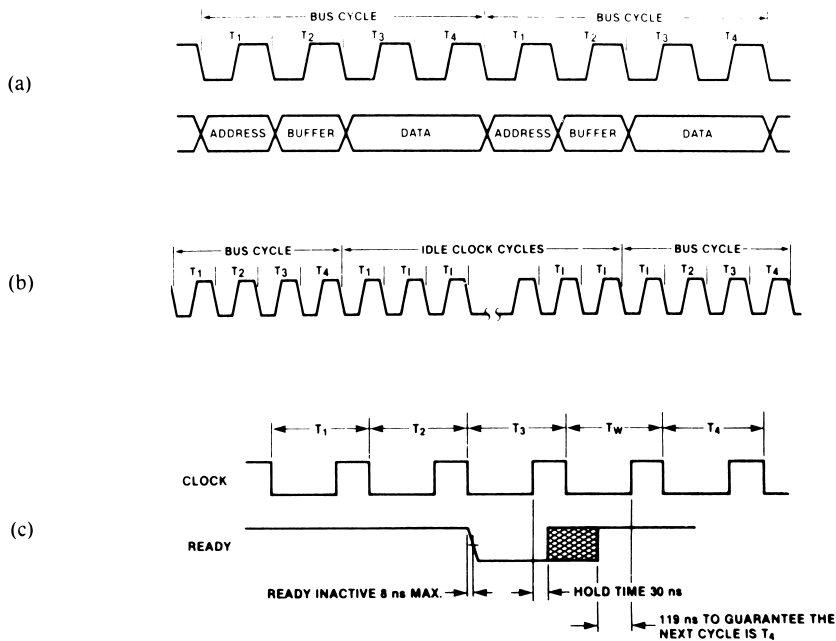 BUS CYCLE BUS CYCLE
T1 T2 T3 T4 T1 T2 T3 T4
(a)
ADDRESS BUFFER DATA ADDRESS BUFFER DATA
BUS CYCLE IDLE CLOCK CYCLES BUS CYCLE
T1 T2 T3 T4 T1 TI TI TI TI TI T2 T3 T4
(b)
T1 T2 T3 TW T4
CLOCK
(c)
READY
READY INACTIVE 8 ns MAX. HOLD TIME 30 ns
119 ns TO GUARANTEE THE
NEXT CYCLE IS T4